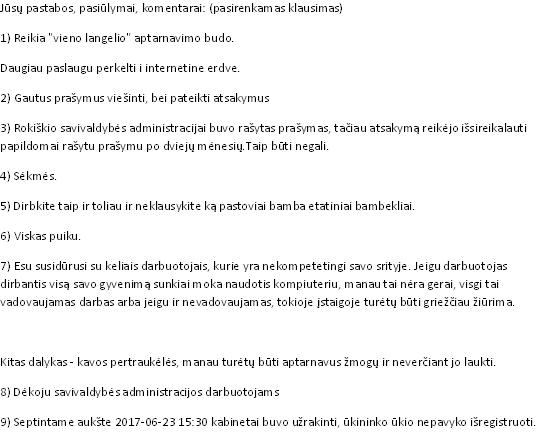 Jūsų pastabos, pasiūlymai, komentarai: (pasirenkamas klausimas)
1) Reikia "vieno langelio" aptarnavimo budo.
Daugiau paslaugu perkelti i internetine erdve.
2) Gautus prašymus viešinti, bei pateikti atsakymus
3) Rokiškio savivaldybės administracijai buvo rašytas prašymas, tačiau atsakymą reikėjo išsireikalauti
papildomai rašytu prašymu po dviejų mėnesių.Taip būti negali.
4) Sėkmės.
5) Dirbkite taip ir toliau ir neklausykite ką pastoviai bamba etatiniai bambekliai.
6) Viskas puiku.
7) Esu susidūrusi su keliais darbuotojais, kurie yra nekompetetingi savo srityje. Jeigu darbuotojas
dirbantis visą savo gyvenimą sunkiai moka naudotis kompiuteriu, manau tai nėra gerai, visgi tai
vadovaujamas darbas arba jeigu ir nevadovaujamas, tokioje įstaigoje turėtų būti griežčiau žiūrima.
Kitas dalykas - kavos pertraukėlės, manau turėtų būti aptarnavus žmogų ir neverčiant jo laukti.
8) Dėkoju savivaldybės administracijos darbuotojams
9) Septintame aukšte 2017-06-23 15:30 kabinetai buvo užrakinti, ūkininko ūkio nepavyko išregistruoti.